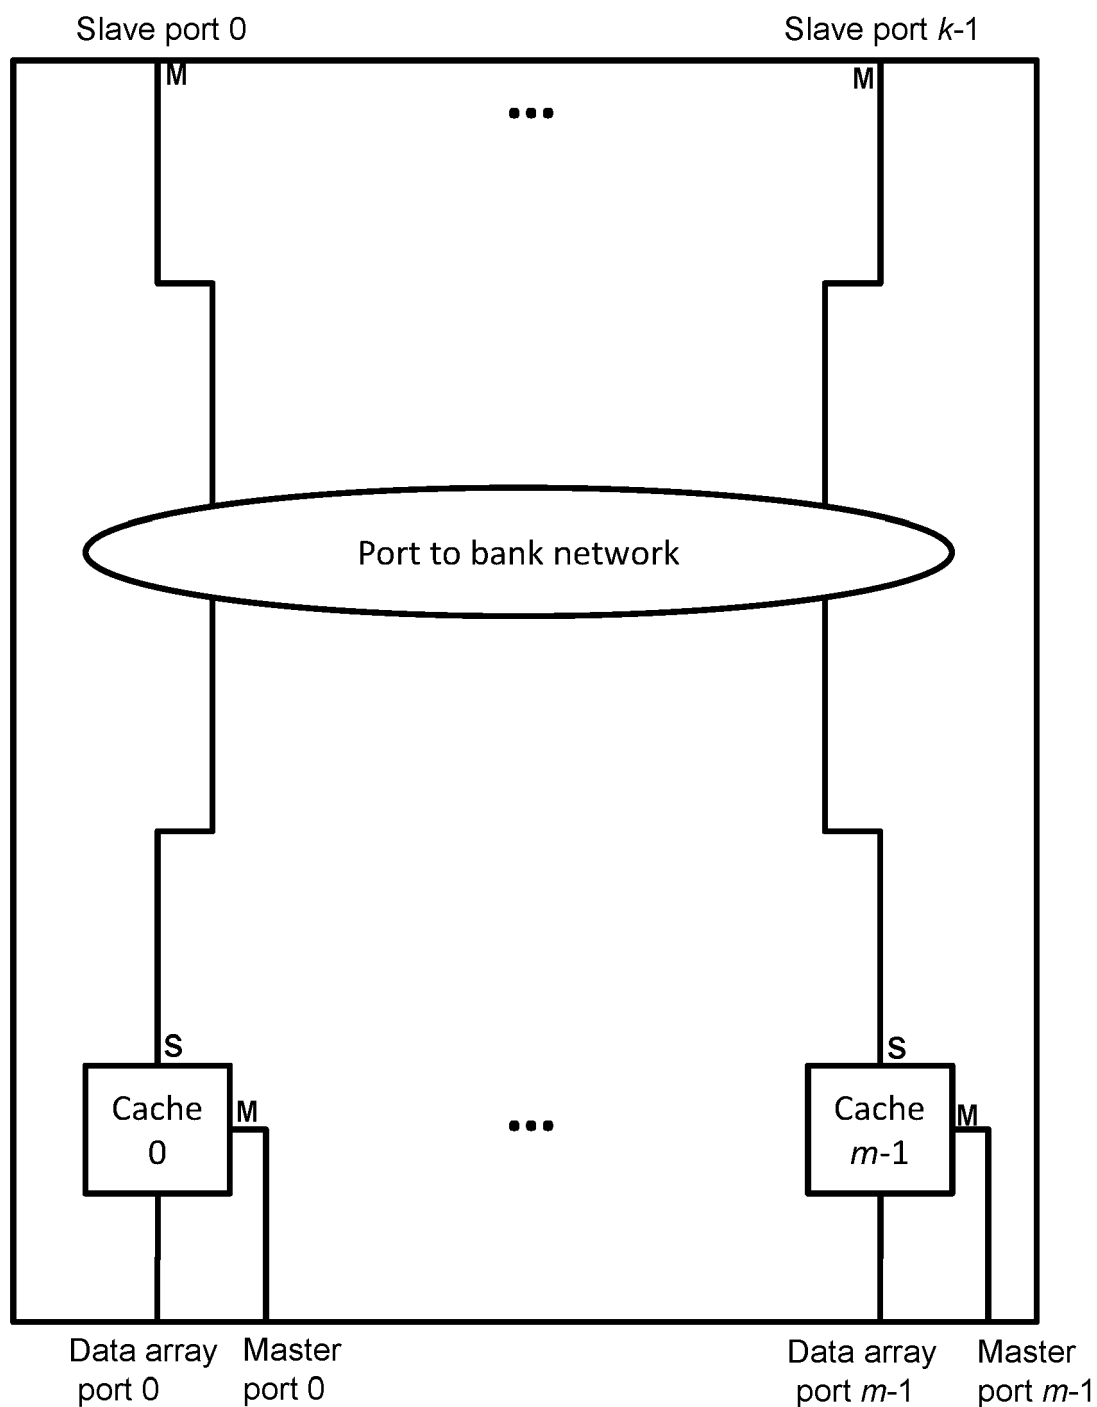 Slave port 0
Slave port k-1
M
M
...
Port to bank network
S
S
Cache
0
M
...
Cache
m-1
M
Data array
port 0
Master
port 0
Data array
port m-1
Master
port m-1